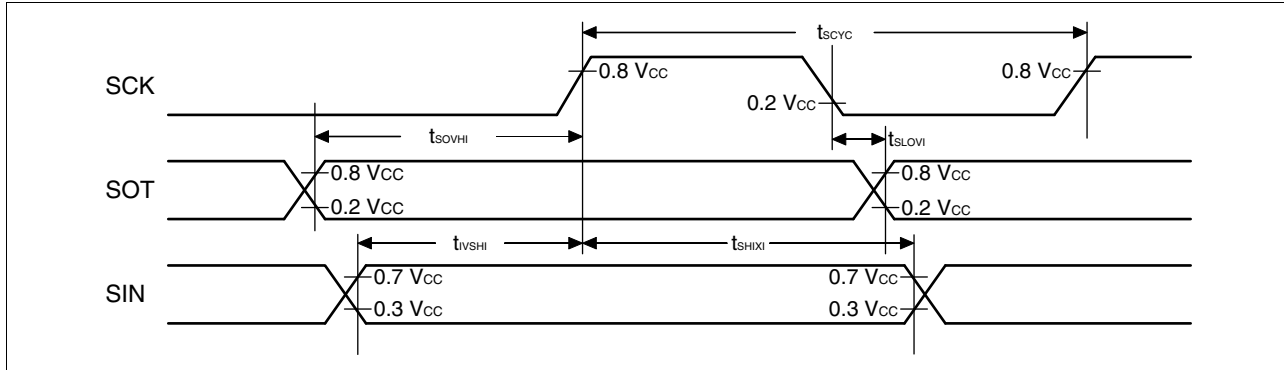 tSCYC
SCK
0.8 VCC
0.8 VCC
0.2 VCC
tSOVHI
tSLOVI
SOT
0.8 VCC
0.8 VCC
0.2 VCC
0.2 VCC
tIVSHI
tSHIXI
SIN
0.7 VCC
0.7 VCC
0.3 VCC
0.3 VCC